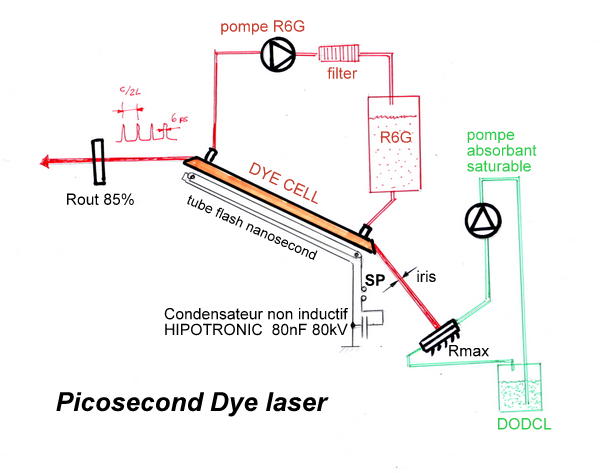 pompe R6G
filter
C/2L
6 ps
R6G
pompe
absorbant
saturable
DYE CELL
Rout 85%
tube flash nanosecond
SP
iris
Condensateur non inductif
HIPOTRONIC 80nF 80kV
Rmax
Picosecond Dye laser
DODCL